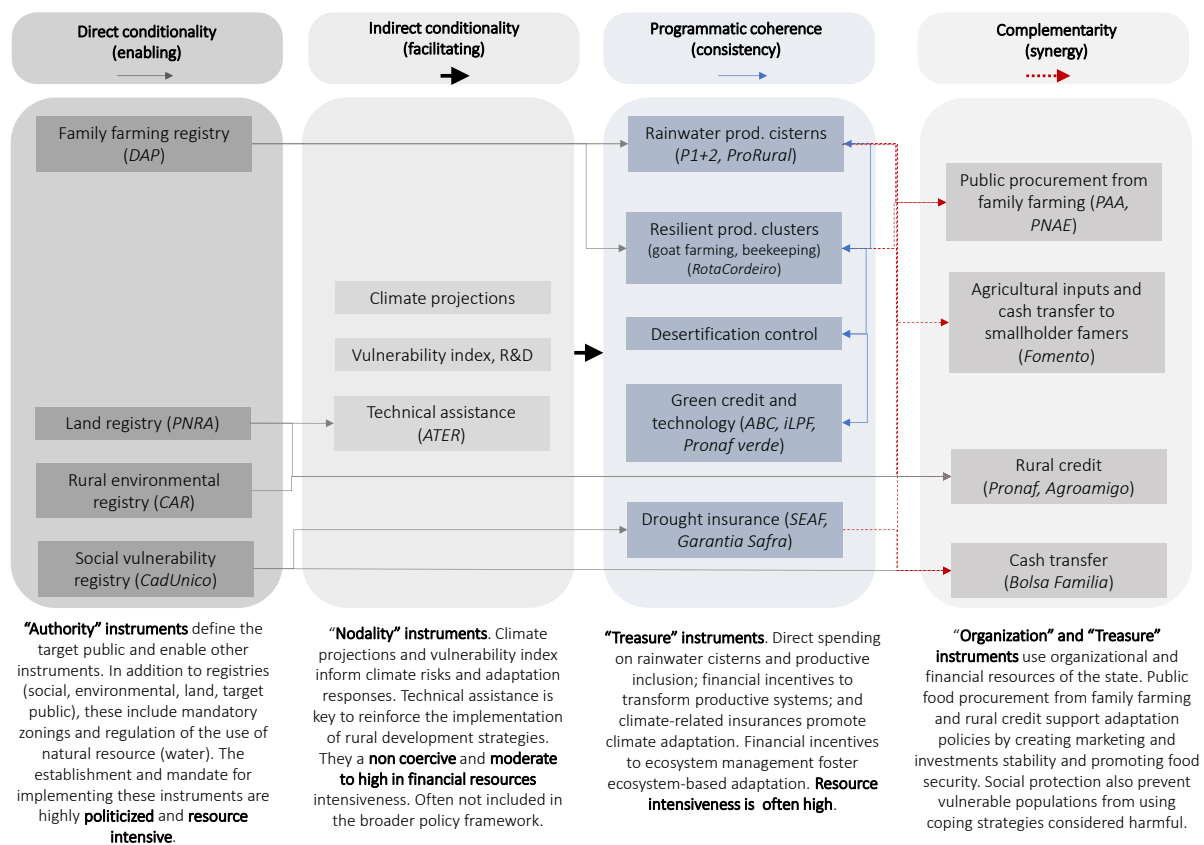 Direct conditionality
(enabling)
Indirect conditionality
(facilitating)
Programmatic coherence
(consistency)
Complementarity
(synergy)
Family farming registry
(DAP)
Land registry (PNRA)
Rural environmental
registry (CAR)
Social vulnerability
registry (CadUnico)
Climate projections
Vulnerability index, R&D
Technical assistance
(ATER)
Rainwater prod. cisterns
(P1+2, ProRural)
Resilient prod. clusters
(goat farming, beekeeping)
(RotaCordeiro)
Desertification control
Green credit and
technology (ABC, iLPF,
Pronaf verde)
Drought insurance (SEAF,
Garantia Safra)
Public procurement from
family farming (PAA,
PNAE)
Agricultural inputs and
cash transfer to
smallholder famers
(Fomento)
Rural credit
(Pronaf, Agroamigo)
Cash transfer
(Bolsa Familia)
“Authority” instruments define the
target public and enable other
instruments. In addition to registries
(social, environmental, land, target
public), these include mandatory
zonings and regulation of the use of
natural resource (water). The
establishment and mandate for
implementing these instruments are
highly politicized and resource
intensive.
“Nodality” instruments. Climate
projections and vulnerability index
inform climate risks and adaptation
responses. Technical assistance is
key to reinforce the implementation
of rural development strategies.
They a non coercive and moderate
to high in financial resources
intensiveness. Often not included in
the broader policy framework.
“Treasure” instruments. Direct spending
on rainwater cisterns and productive
inclusion; financial incentives to
transform productive systems; and
climate-related insurances promote
climate adaptation. Financial incentives
to ecosystem management foster
ecosystem-based adaptation. Resource
intensiveness is often high.
“Organization” and “Treasure”
instruments use organizational and
financial resources of the state. Public
food procurement from family farming
and rural credit support adaptation
policies by creating marketing and
investments stability and promoting food
security. Social protection also prevent
vulnerable populations from using
coping strategies considered harmful.